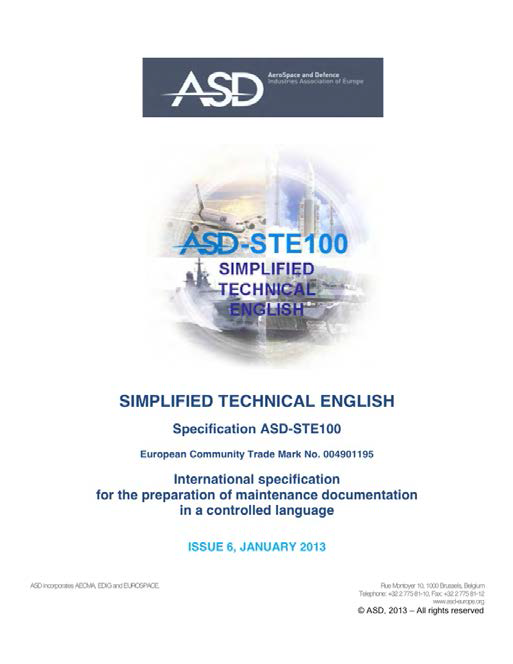 ASD
AeroSpace and Defence
Industries Association of Europe
ASD-STE100
SIMPLIFIED
TECHNICAL
ENGLISH
SIMPLIFIED TECHNICAL ENGLISH
Specification ASD-STE100
European Community Trade Mark No. 004901195
International specification
for the preparation of maintenance documentation
in a controlled language
ISSUE 6, JANUARY 2013
ASD incorporates AECMA, EDIG and EUROSPACE,
Rue Montoyer 10, 1000 Brussels, Belgium
Telephone: +32 2 775 81-10, Fax: +32 2 775 81-12
www.asd-europe.org
© ASD, 2013 – All rights reserved